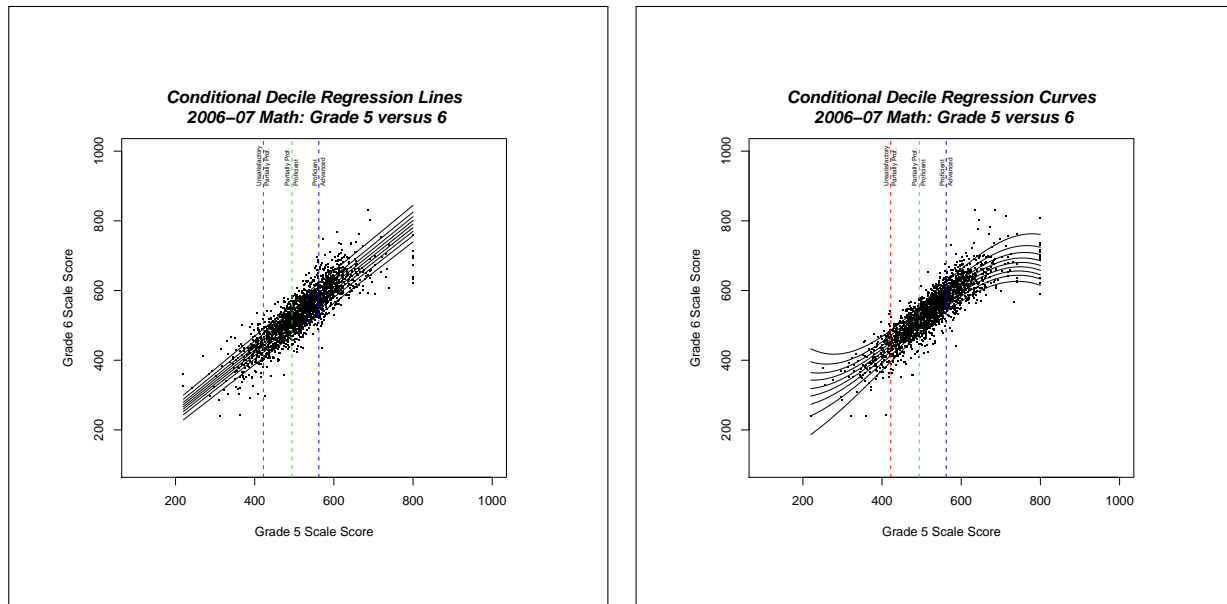 Conditional Decile Regression Lines
2006–07 Math: Grade 5 versus 6
Unsatisfactory
Partially Prof.
Partially Prof.
Proficient
Proficient
Advanced
1000
800
600
400
200
Grade 6 Scale Score
200 400 600 800 1000
Grade 5 Scale Score
Conditional Decile Regression Curves
2006–07 Math: Grade 5 versus 6
Unsatisfactory
Partially Prof.
Partially Prof.
Proficient
Proficient
Advanced
1000
800
600
400
200
Grade 6 Scale Score
200 400 600 800 1000
Grade 5 Scale Score